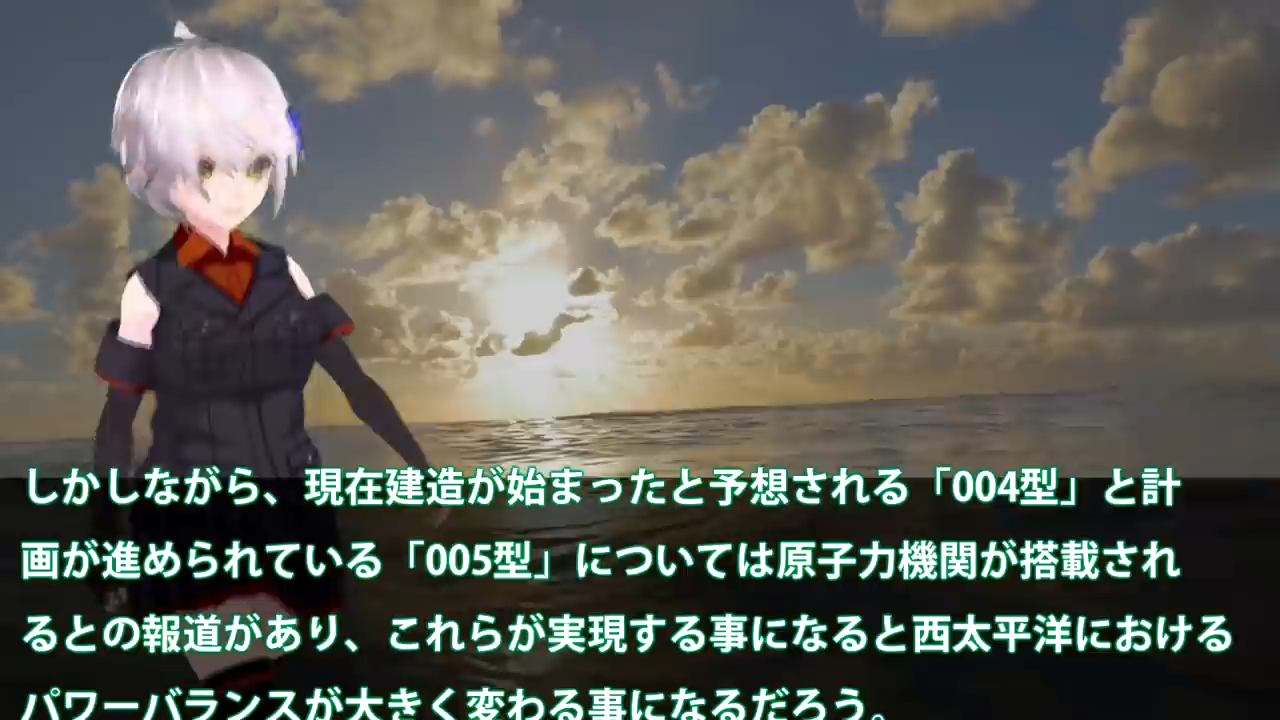 しかしながら、現在建造が始まったと予想される「004型」と計
画が進められている「005型」については原子力機関が搭載され
るとの報道があり、これらが実現する事になると西太平洋における
パワーバランスが大きく変わる事になるだろう。